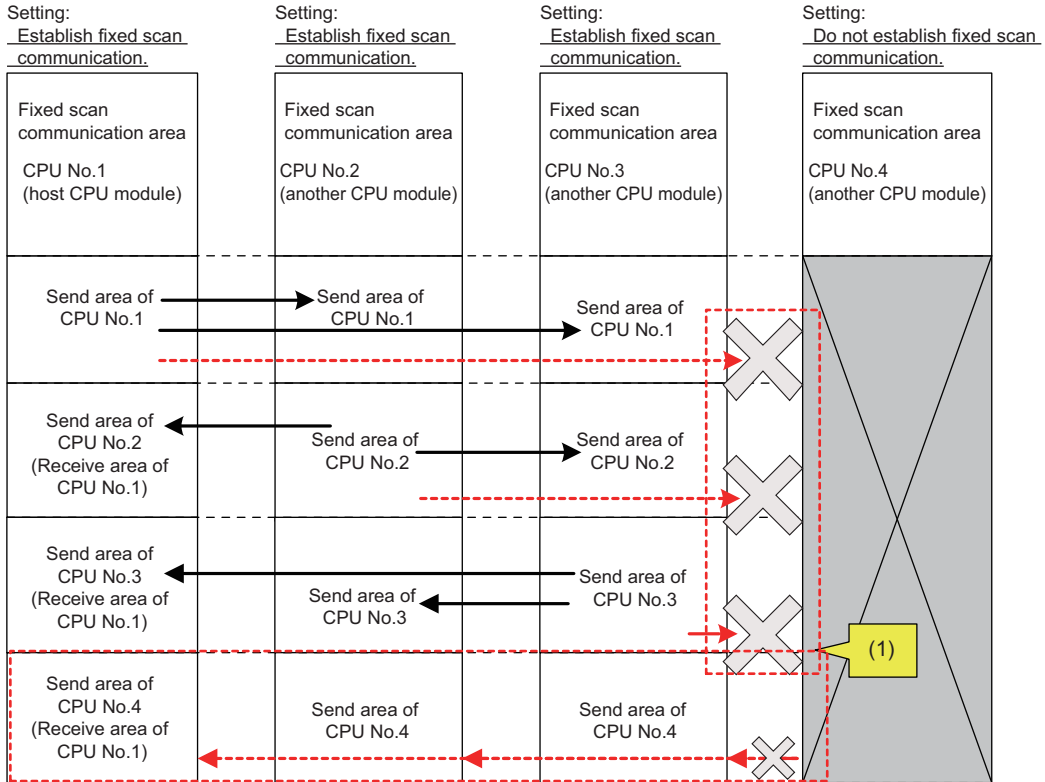 Setting:
Establish fixed scan
communication.
Setting:
Establish fixed scan
communication.
Setting:
Establish fixed scan
communication.
Setting:
Do not establish fixed scan
communication.
Fixed scan
communication area
CPU No.1
(host CPU module)
Fixed scan
communication area
CPU No.2
(another CPU module)
Fixed scan
communication area
CPU No.3
(another CPU module)
Fixed scan
communication area
CPU No.4
(another CPU module)
Send area of
CPU No.1
Send area of
CPU No.1
Send area of
CPU No.1
Send area of
CPU No.2
(Receive area of
CPU No.1)
Send area of
CPU No.2
Send area of
CPU No.2
Send area of
CPU No.3
(Receive area of
CPU No.1)
Send area of
CPU No.3
Send area of
CPU No.3
(1)
Send area of
CPU No.4
(Receive area of
CPU No.1)
Send area of
CPU No.4
Send area of
CPU No.4